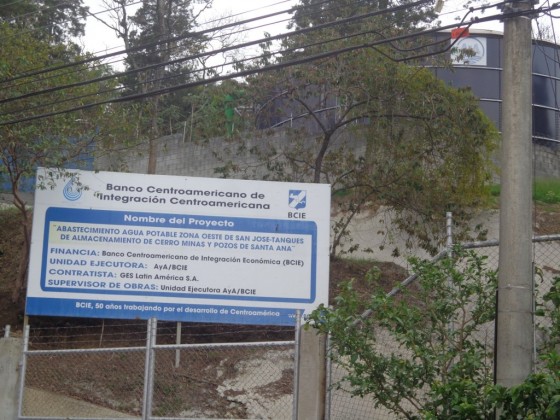 Banco Centroamericano de
Integración Centroamericana
BCIE
Nombre del Proyecto
"ABASTECIMIENTO AGUA POTABLE ZONA OESTE DE SAN JOSE-TANQUES
DE ALMACENAMIENTO DE CERRO MINAS Y POZOS DE SANTA ANA"
FINANCIA: Banco Centroamericano de Integración Económica (BCIE)
UNIDAD EJECUTORA: AyA/BCIE
CONTRATISTA: GES Latin América S.A.
SUPERVISOR DE OBRAS: Unidad Ejecutora AyA/BCIE
BCIE, 50 años trabajando por el desarrollo de Centroamérica